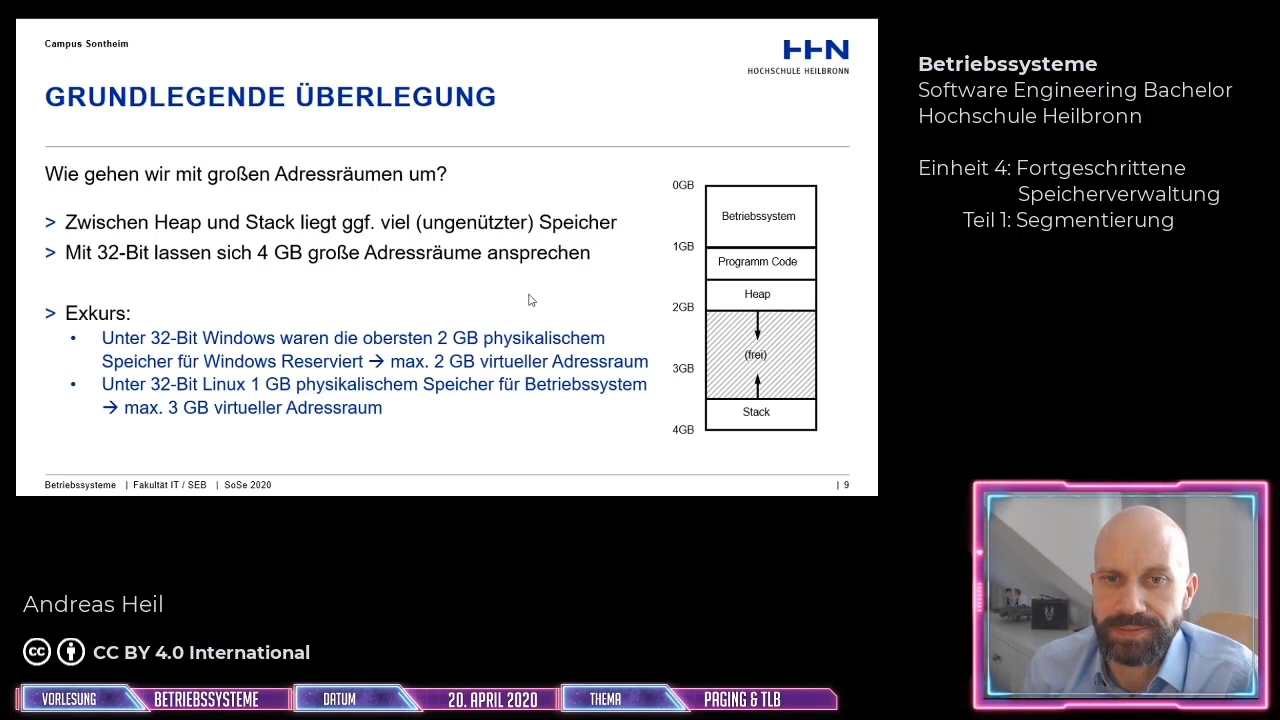 Campus Sontheim
HHN
HOCHSCHULE HEILBRONN
GRUNDLEGENDE ÜBERLEGUNG
Wie gehen wir mit großen Adressräumen um?
> Zwischen Heap und Stack liegt ggf. viel (ungenützter) Speicher
> Mit 32-Bit lassen sich 4 GB große Adressräume ansprechen
> Exkurs:
• Unter 32-Bit Windows waren die obersten 2 GB physikalischem
Speicher für Windows Reserviert → max. 2 GB virtueller Adressraum
• Unter 32-Bit Linux 1 GB physikalischem Speicher für Betriebssystem
→ max. 3 GB virtueller Adressraum
0GB
Betriebssystem
1GB
Programm Code
Heap
2GB
(frei)
3GB
Stack
4GB
Betriebssysteme | Fakultät IT / SEB | SoSe 2020
| 9
Betriebssysteme
Software Engineering Bachelor
Hochschule Heilbronn
Einheit 4: Fortgeschrittene
Speicherverwaltung
Teil 1: Segmentierung
Andreas Heil
cc CC BY 4.0 International
VORLESUNG BETRIEBSSYSTEME DATUM 20. APRIL 2020 THEMA PAGING & TLB